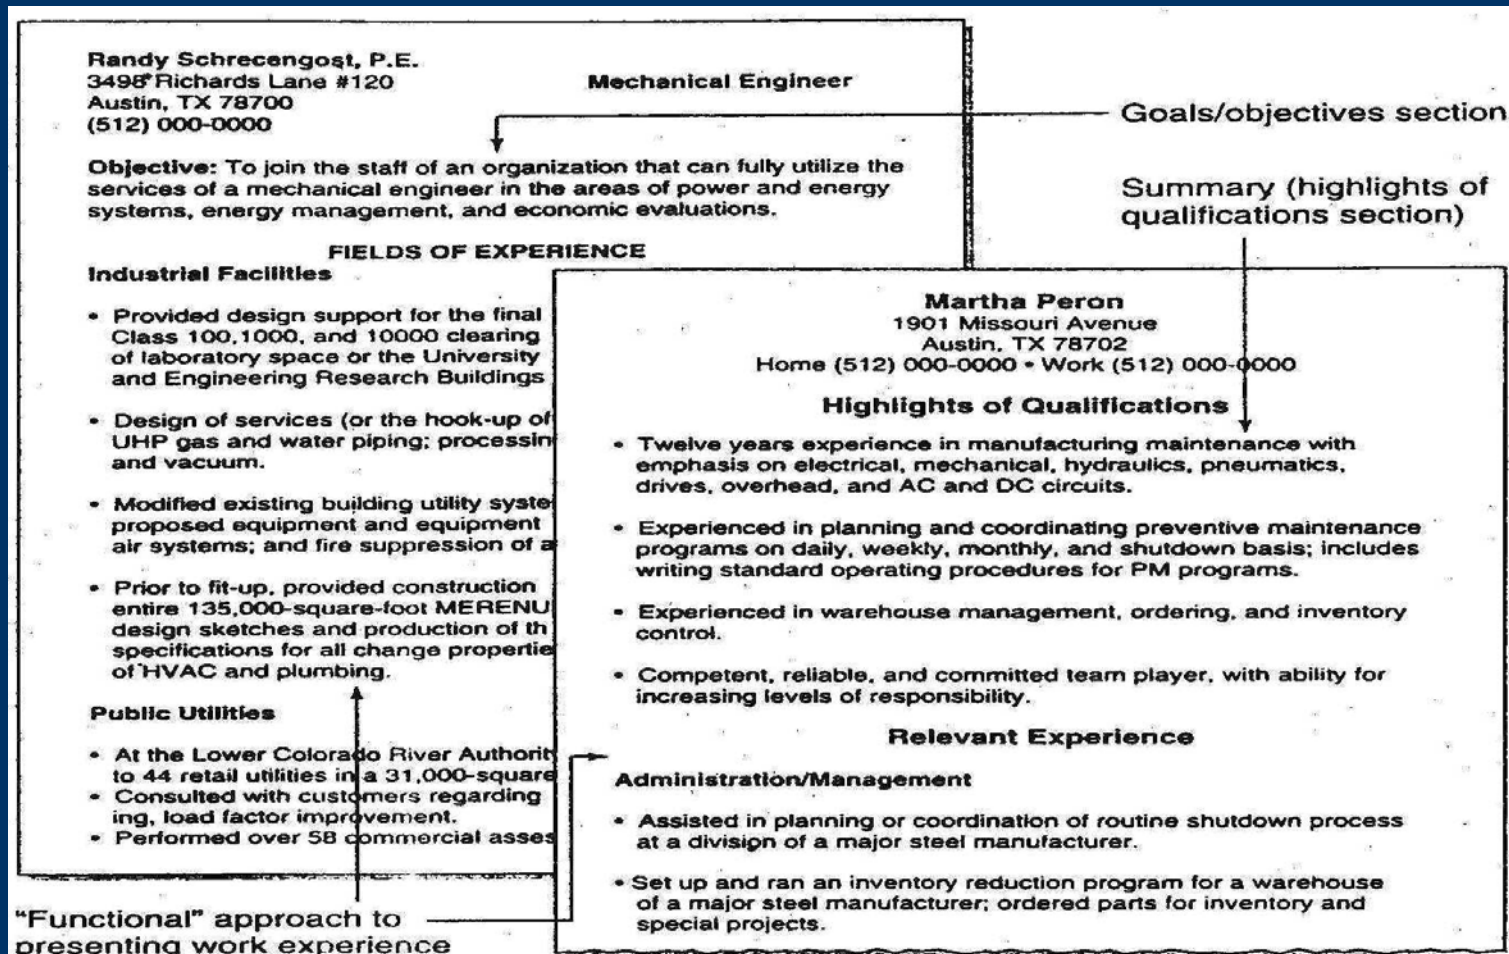 Randy Schrecengost, P.E.
3498 Richards Lane #120
Mechanical Engineer
Austin, TX 78700
(512) 000-0000
Objective: To join the staff of an organization that can fully utilize the
services of a mechanical engineer in the areas of power and energy
systems, energy management, and economic evaluations.
FIELDS OF EXPERIENCE
Industrial Facilities
• Provided design support for the final
Class 100,1000, and 10000 clearing
of laboratory space or the University
and Engineering Research Buildings
• Design of services (or the hook-up of
UHP gas and water piping; processin
and vacuum.
• Modified existing building utility syste
proposed equipment and equipment
air systems; and fire suppression of a
• Prior to fit-up, provided construction
entire 135,000-square-foot MERENU
design sketches and production of th
specifications for all change propertie
of HVAC and plumbing.
Public Utilities
• At the Lower Colorado River Authorit
to 44 retail utilities in a 31,000-square
• Consulted with customers regarding
ing, load factor improvement.
• Performed over 58 commercial asses
Goals/objectives section
Summary (highlights of
qualifications section)
Martha Peron
1901 Missouri Avenue
Austin, TX 78702
Home (512) 000-0000 • Work (512) 000-0000
Highlights of Qualifications
• Twelve years experience in manufacturing maintenance with
emphasis on electrical, mechanical, hydraulics, pneumatics,
drives, overhead, and AC and DC circuits.
• Experienced in planning and coordinating preventive maintenance
programs on daily, weekly, monthly, and shutdown basis; includes
writing standard operating procedures for PM programs.
• Experienced in warehouse management, ordering, and inventory
control.
• Competent, reliable, and committed team player, with ability for
increasing levels of responsibility.
Relevant Experience
Administration/Management
• Assisted in planning or coordination of routine shutdown process
at a division of a major steel manufacturer.
• Set up and ran an inventory reduction program for a warehouse
of a major steel manufacturer; ordered parts for inventory and
special projects.
"Functional" approach to
presenting work experience